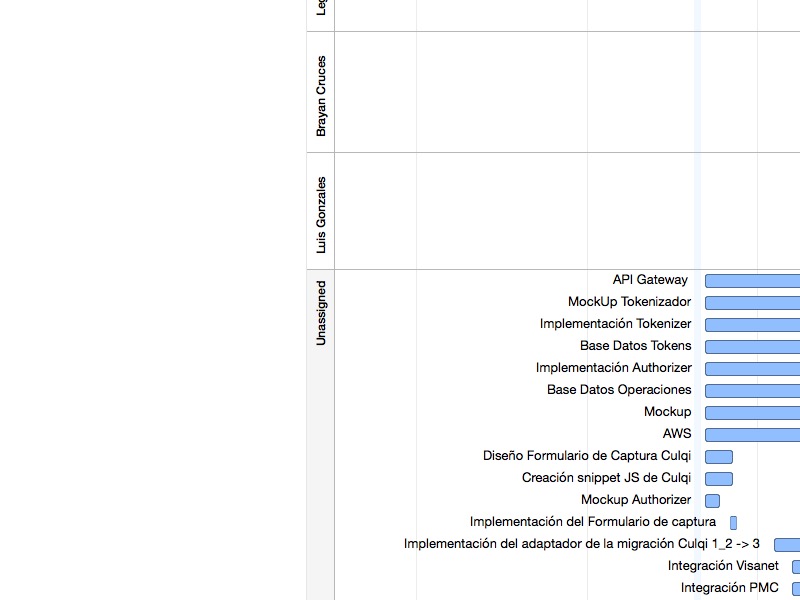 Brayan Cruces
Luis Gonzales
Unassigned
API Gateway
MockUp Tokenizador
Implementación Tokenizer
Base Datos Tokens
Implementación Authorizer
Base Datos Operaciones
Mockup
AWS
Diseño Formulario de Captura Culqi
Creación snippet JS de Culqi
Mockup Authorizer
Implementación del Formulario de captura
Implementación del adaptador de la migración Culqi 1_2 -> 3
Integración Visanet
Integración PMC